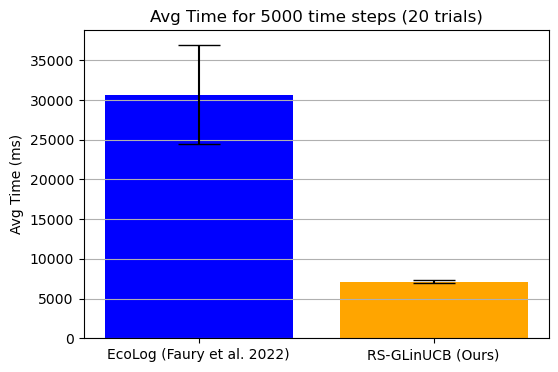 Avg Time for 5000 time steps (20 trials)
35000
30000
25000
20000
15000
10000
5000
0
Avg Time (ms)
EcoLog (Faury et al. 2022)
RS-GLinUCB (Ours)